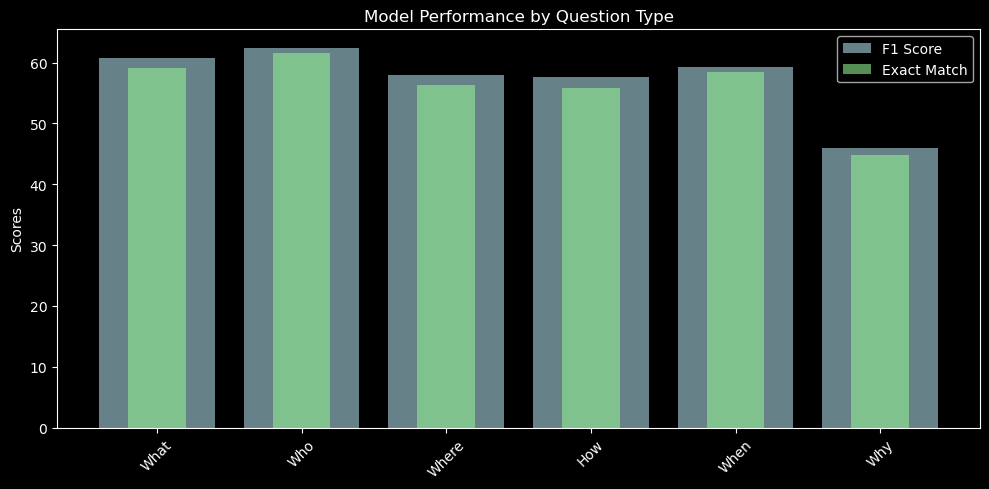 Model Performance by Question Type
F1 Score
Exact Match
Scores
60
50
40
30
20
10
0
What
Who
Where
How
When
Why